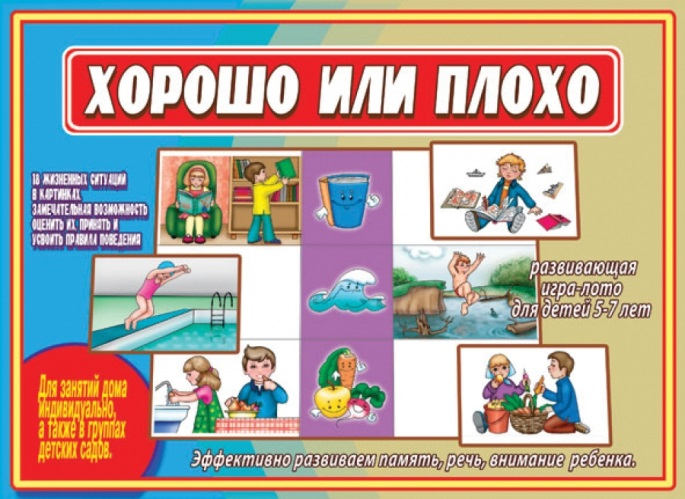 ХОРОШО ИЛИ ПЛОХО
18 ЖИЗНЕННЫХ СИТУАЦИЙ
В КАРТИНКАХ
ЗАМЕЧАТЕЛЬНАЯ ВОЗМОЖНОСТЬ
ОЦЕНИТЬ ИХ ПРИНЯТЬ И
УСВОИТЬ ПРАВИЛА ПОВЕДЕНИЯ
развивающая
игра-лото
для детей 5-7 лет
Для занятий дома
индивидуально,
а также в группах
детских садов.
Эффективно развиваем память, речь, внимание ребенка.